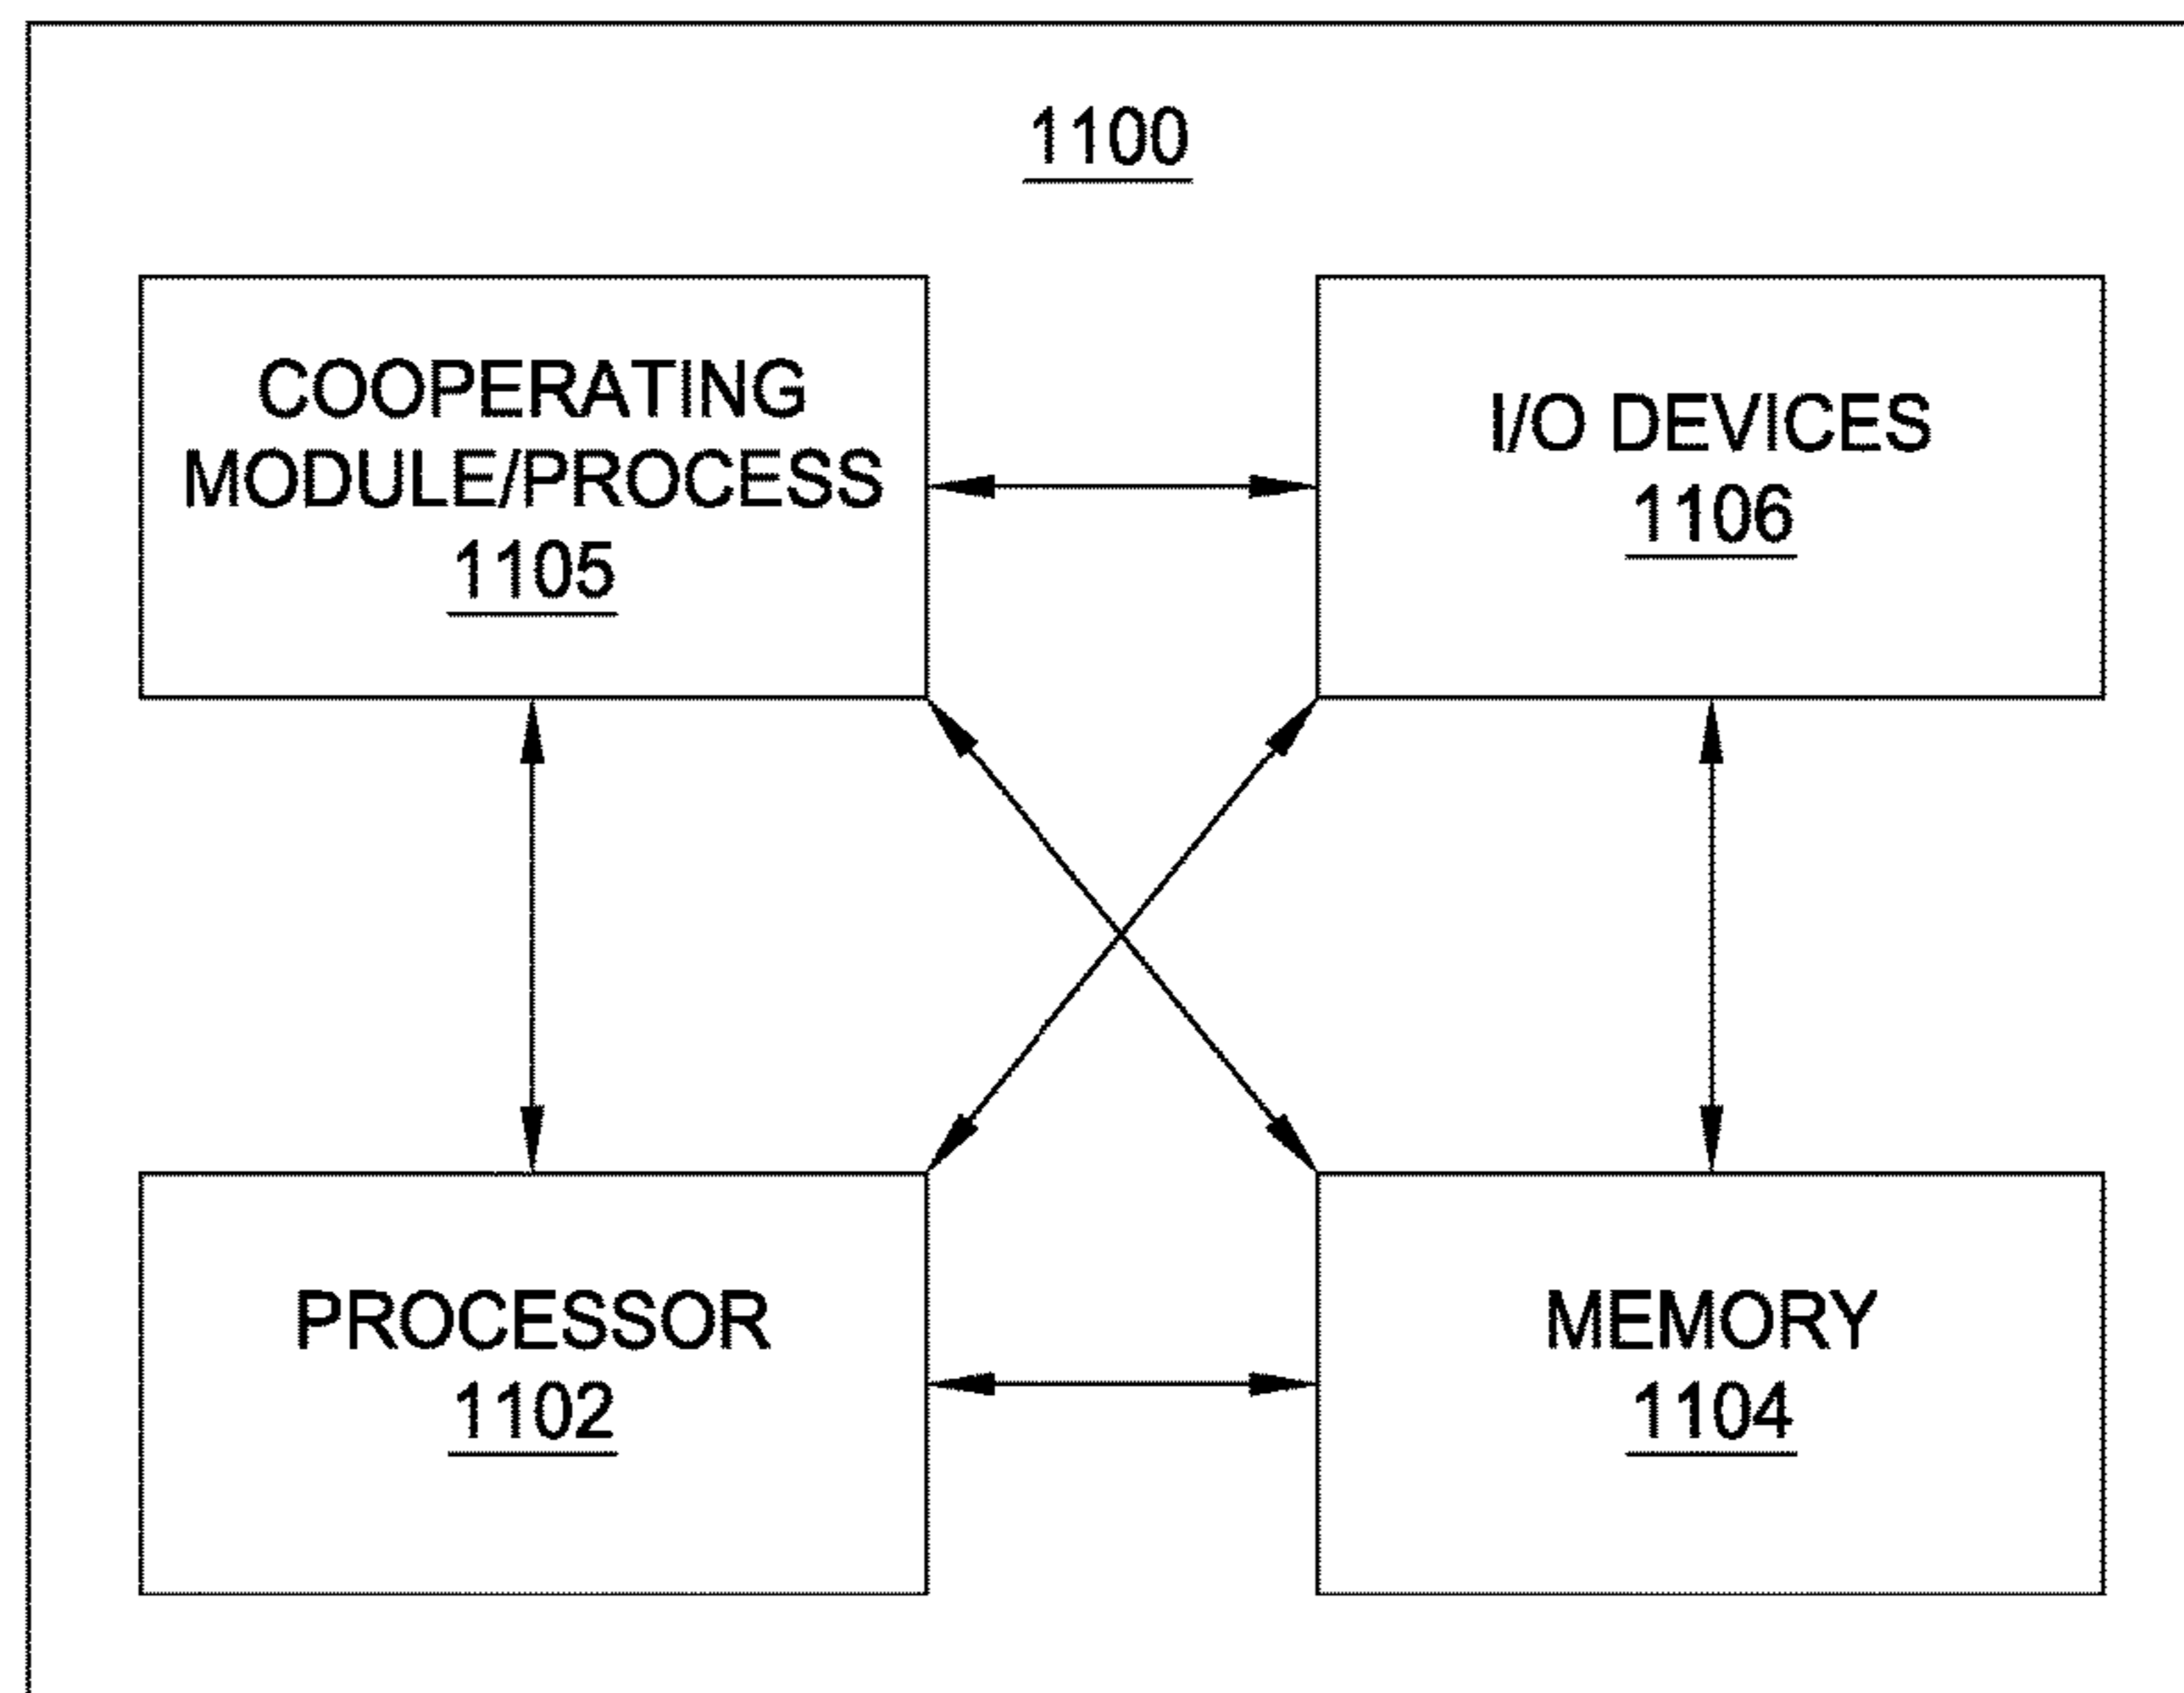 1100
COOPERATING
MODULE/PROCESS
1105
I/O DEVICES
1106
PROCESSOR
1102
MEMORY
1104